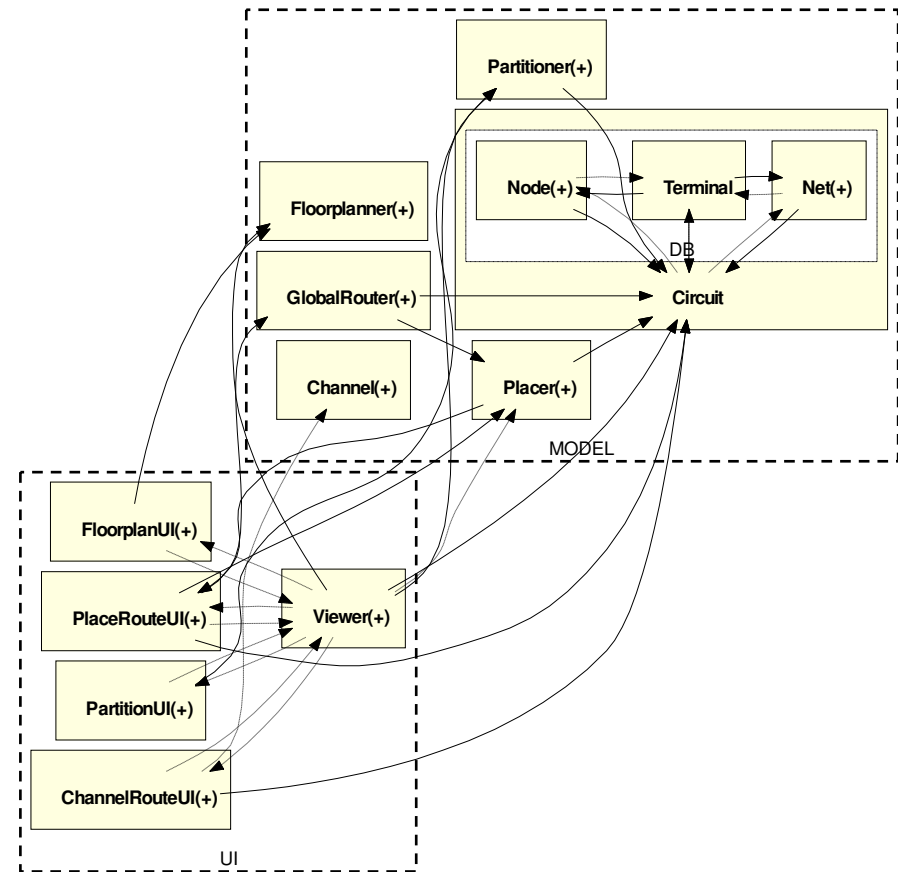 Partitioner(+)
Node(+)
Terminal
Net(+)
Floorplanner(+)
DB
GlobalRouter(+)
Circuit
Channel(+)
Placer(+)
MODEL
FloorplanUI(+)
PlaceRouteUI(+)
Viewer(+)
PartitionUI(+)
ChannelRouteUI(+)
UI